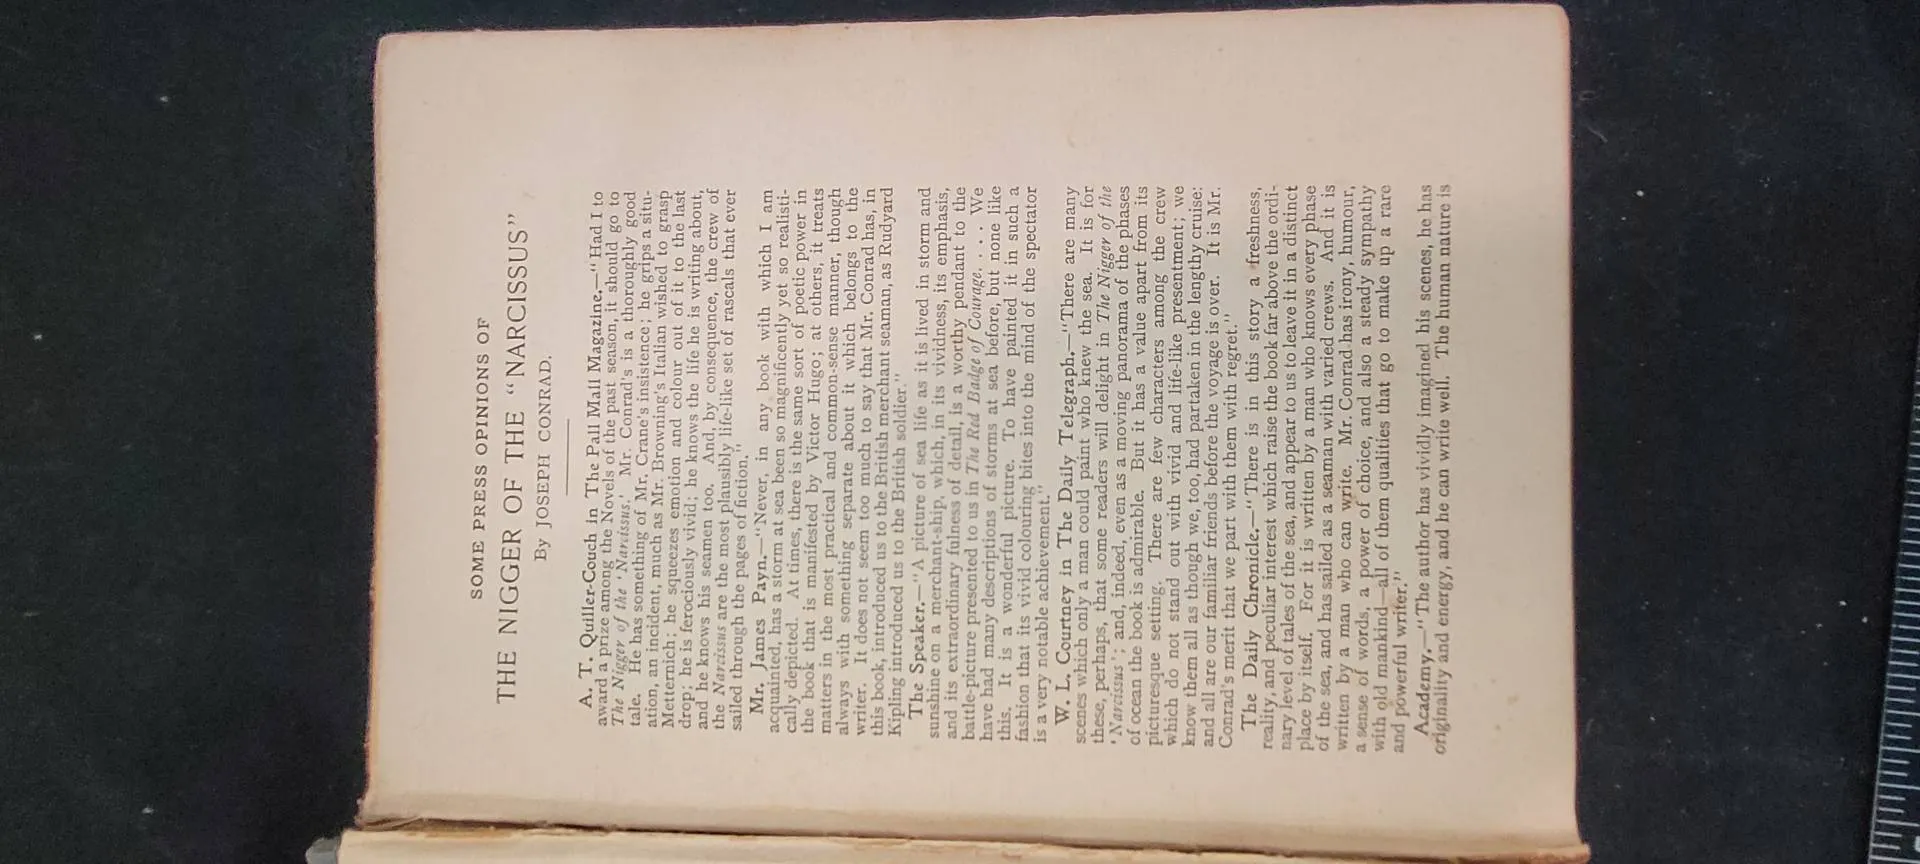 SOME PRESS OPINIONS OF
THE NIGGER OF THE "NARCISSUS"
By JOSEPH CONRAD.
A. T. Quiller-Couch in The Pall Mall Magazine.—"Had I to
award a prize among the Novels of the past season, it should go to
The Nigger of the 'Narcissus.' Mr. Conrad's is a thoroughly good
tale. He has something of Mr. Crane's insistence; he grips a situ-
ation, an incident, much as Mr. Browning's Italian wished to grasp
Metternich; he squeezes emotion and colour out of it to the last
drop; he is ferociously vivid; he knows the life he is writing about,
and he knows his seamen too. And, by consequence, the crew of
the Narcissus are the most plausibly life-like set of rascals that ever
sailed through the pages of fiction."
Mr. James Payn.—"Never, in any book with which I am
acquainted, has a storm at sea been so magnificently yet so realisti-
cally depicted. At times, there is the same sort of poetic power in
the book that is manifested by Victor Hugo; at others, it treats
matters in the most practical and common-sense manner, though
always with something separate about it which belongs to the
writer. It does not seem too much to say that Mr. Conrad has, in
this book, introduced us to the British merchant seaman, as Rudyard
Kipling introduced us to the British soldier."
The Speaker.—"A picture of sea life as it is lived in storm and
sunshine on a merchant-ship, which, in its vividness, its emphasis,
and its extraordinary fulness of detail, is a worthy pendant to the
battle-picture presented to us in The Red Badge of Courage. . . . We
have had many descriptions of storms at sea before, but none like
this. It is a wonderful picture. To have painted it in such a
fashion that its vivid colouring bites into the mind of the spectator
is a very notable achievement."
W. L. Courtney in The Daily Telegraph.—"There are many
scenes which only a man could paint who knew the sea. It is for
these, perhaps, that some readers will delight in The Nigger of the
'Narcissus'; and, indeed, even as a moving panorama of the phases
of ocean the book is admirable. But it has a value apart from its
picturesque setting. There are few characters among the crew
which do not stand out with vivid and life-like presentment; we
know them all as though we, too, had partaken in the lengthy cruise:
and all are our familiar friends before the voyage is over. It is Mr.
Conrad's merit that we part with them with regret."
The Daily Chronicle.—"There is in this story a freshness,
reality, and peculiar interest which raise the book far above the ordi-
nary level of tales of the sea, and appear to us to leave it in a distinct
place by itself. For it is written by a man who knows every phase
of the sea, and has sailed as a seaman with varied crews. And it is
written by a man who can write. Mr. Conrad has irony, humour,
a sense of words, a power of choice, and also a steady sympathy
with old mankind—all of them qualities that go to make up a rare
and powerful writer."
Academy.—"The author has vividly imagined his scenes, he has
originality and energy, and he can write well. The human nature is